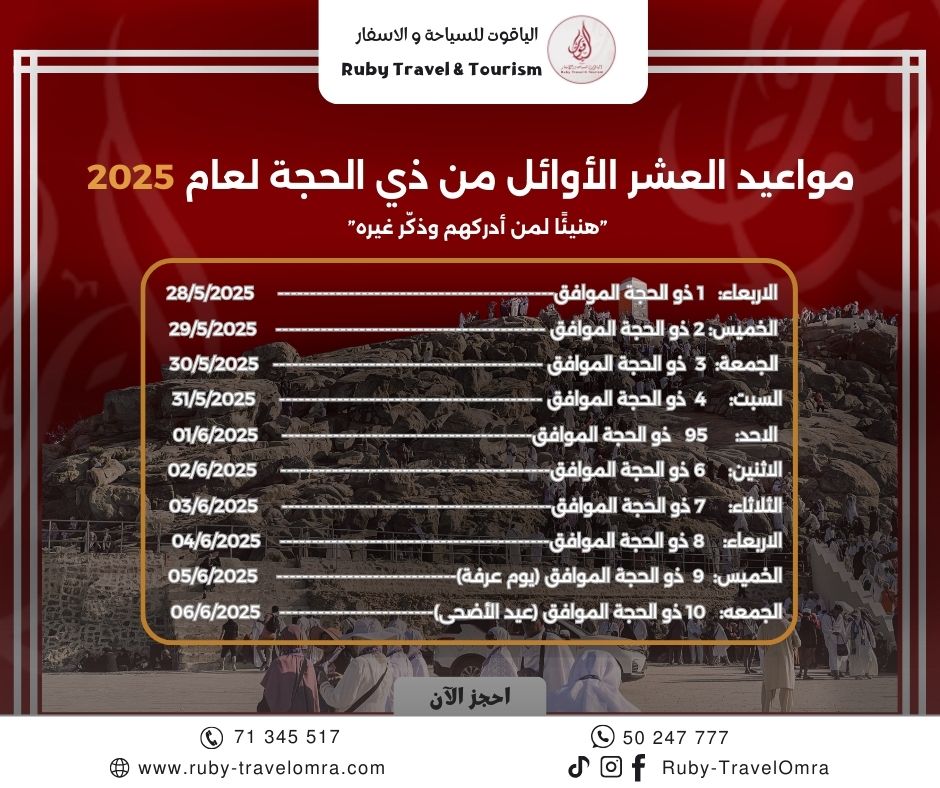 الياقوت للسياحة و الاسفار
Ruby Travel & Tourism
مواعيد العشر الأوائل من ذي الحجة لعام 2025
"هنيئًا لمن أدركهم وذكّر غيره"
الاربعاء: 1 ذو الحجة الموافق---------------------------- 28/5/2025
الخميس: 2 ذو الحجة الموافق---------------------------- 29/5/2025
الجمعة: 3 ذو الحجة الموافق---------------------------- 30/5/2025
السبت: 4 ذو الحجة الموافق---------------------------- 31/5/2025
الاحد: 95 ذو الحجة الموافق---------------------------- 01/6/2025
الاثنين: 6 ذو الحجة الموافق---------------------------- 02/6/2025
الثلاثاء: 7 ذو الحجة الموافق---------------------------- 03/6/2025
الاربعاء: 8 ذو الحجة الموافق---------------------------- 04/6/2025
الخميس: 9 ذو الحجة الموافق (يوم عرفة)------------------ 05/6/2025
الجمعه: 10 ذو الحجة الموافق (عيد الأضحى)--------------- 06/6/2025
احجز الآن
71 345 517
50 247 777
www.ruby-travelomra.com
Ruby-TravelOmra